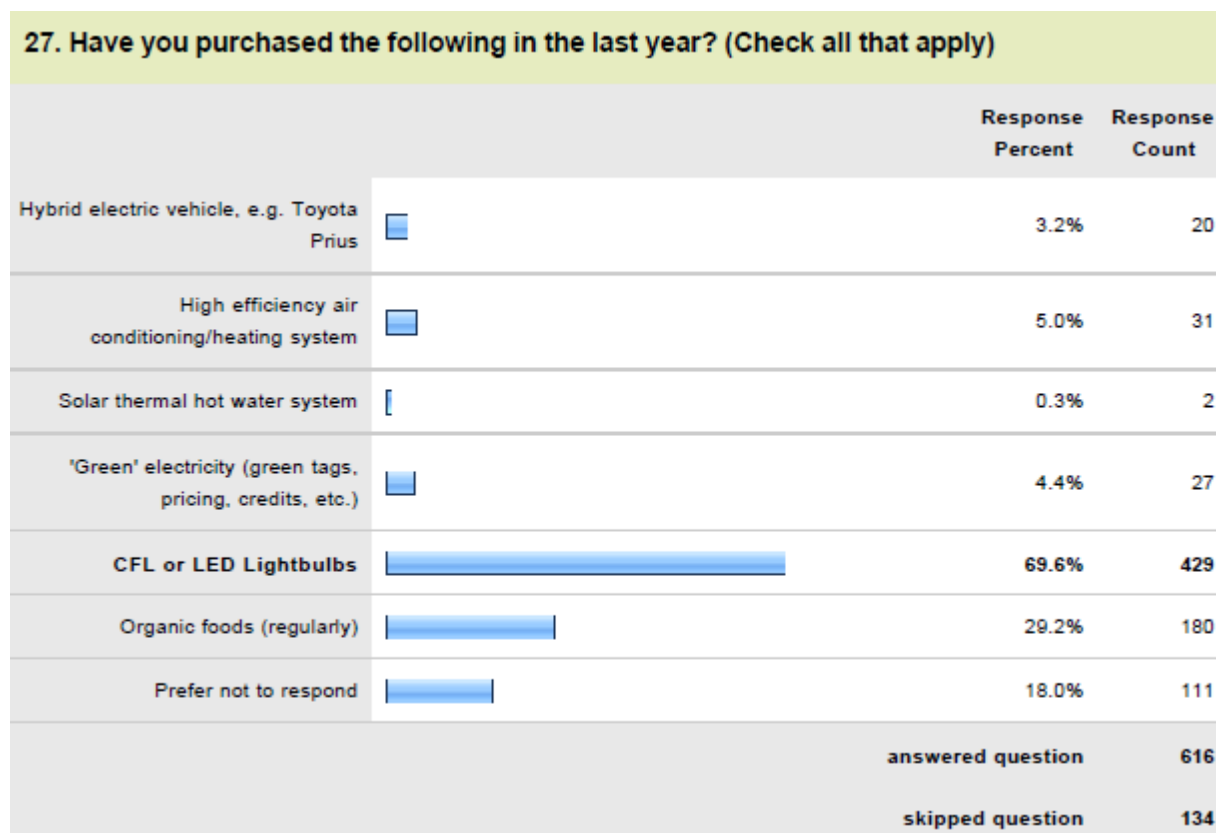 27. Have you purchased the following in the last year? (Check all that apply)
Response Response
Percent Count
Hybrid electric vehicle, e.g. Toyota
Prius 3.2% 20
High efficiency air
conditioning/heating system 5.0% 31
Solar thermal hot water system 0.3% 2
'Green' electricity (green tags,
pricing, credits, etc.) 4.4% 27
CFL or LED Lightbulbs 69.6% 429
Organic foods (regularly) 29.2% 180
Prefer not to respond 18.0% 111
answered question 616
skipped question 134